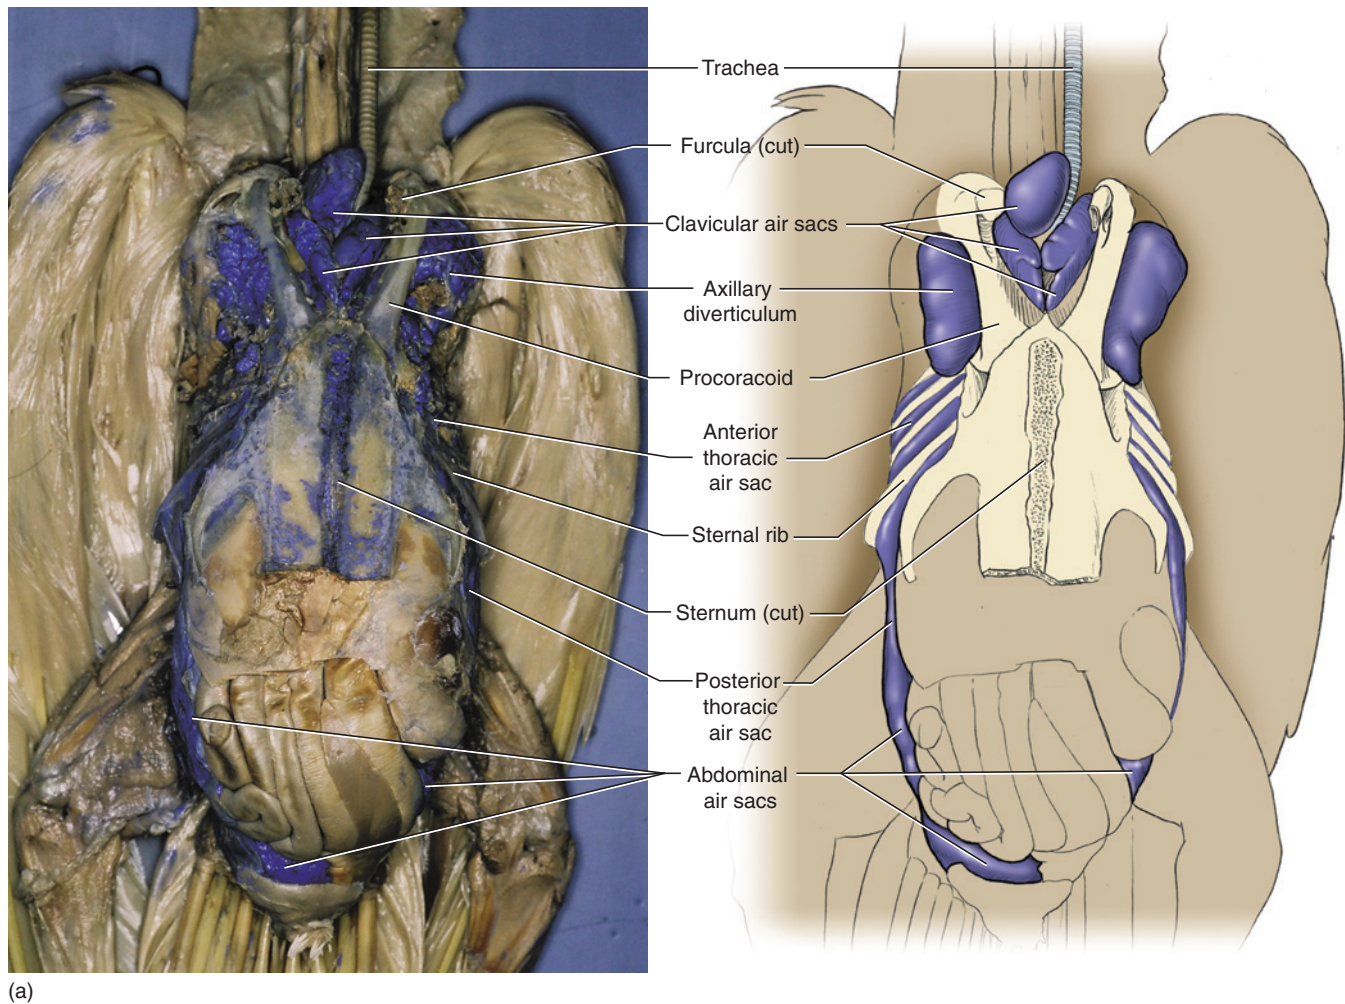 Trachea
Furcula (cut)
Clavicular air sacs
Axillary
diverticulum
Procoracoid
Anterior
thoracic
air sac
Sternal rib
Sternum (cut)
Posterior
thoracic
air sac
Abdominal
air sacs
(a)